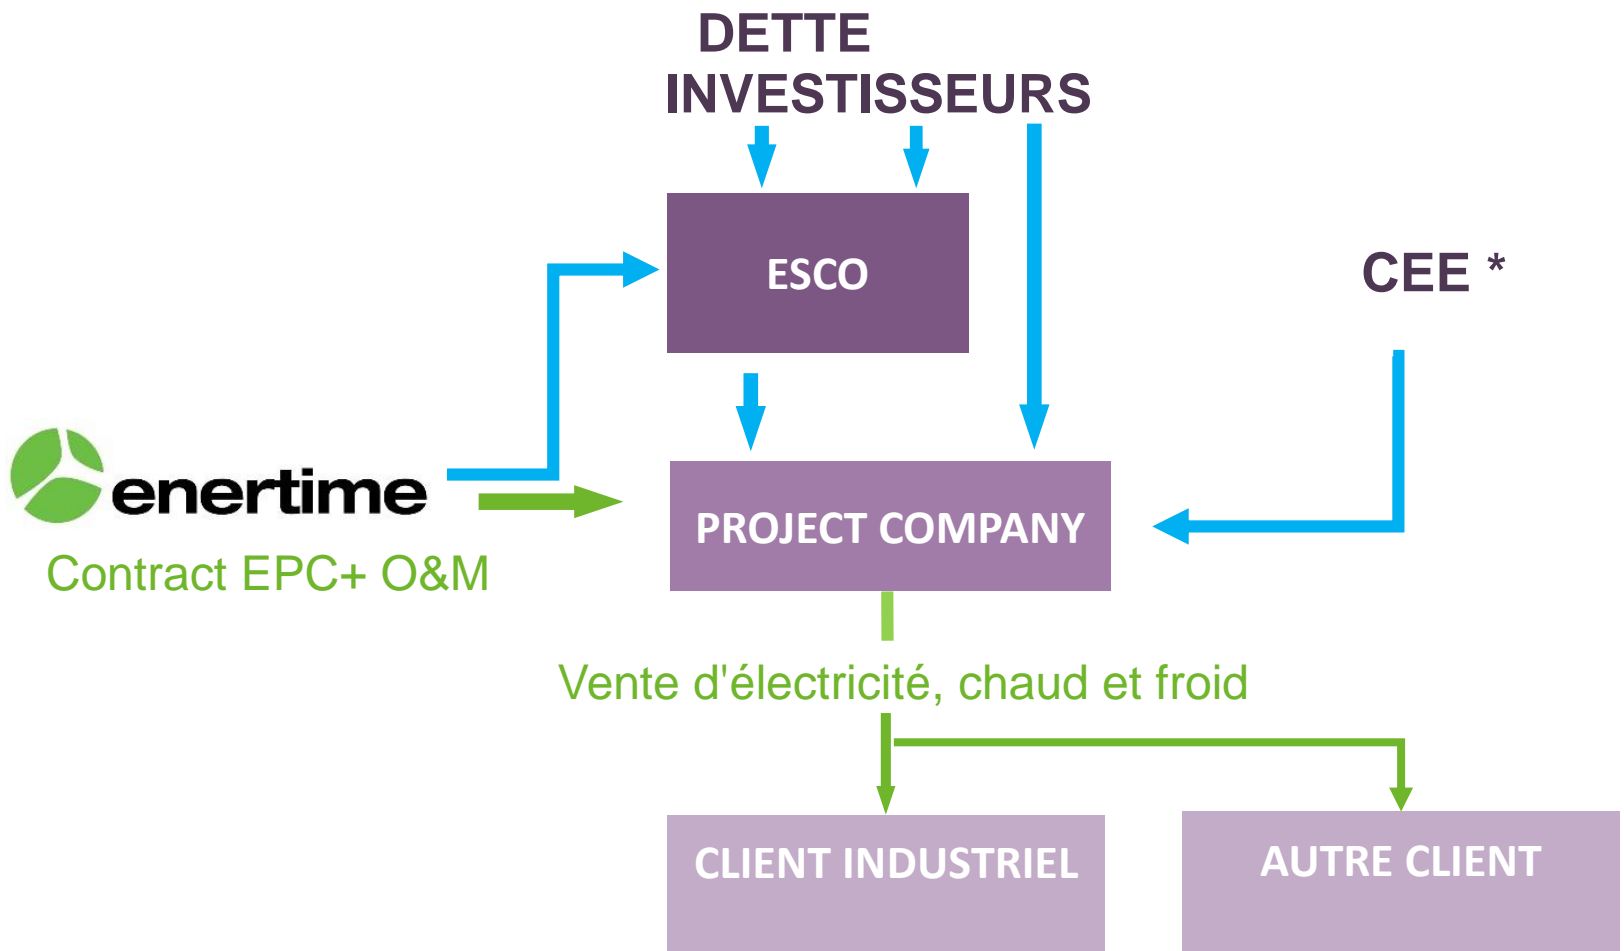 DETTE
INVESTISSEURS
ESCO
CEE *
enertime
PROJECT COMPANY
Contract EPC+ O&M
Vente d'électricité, chaud et froid
CLIENT INDUSTRIEL
AUTRE CLIENT